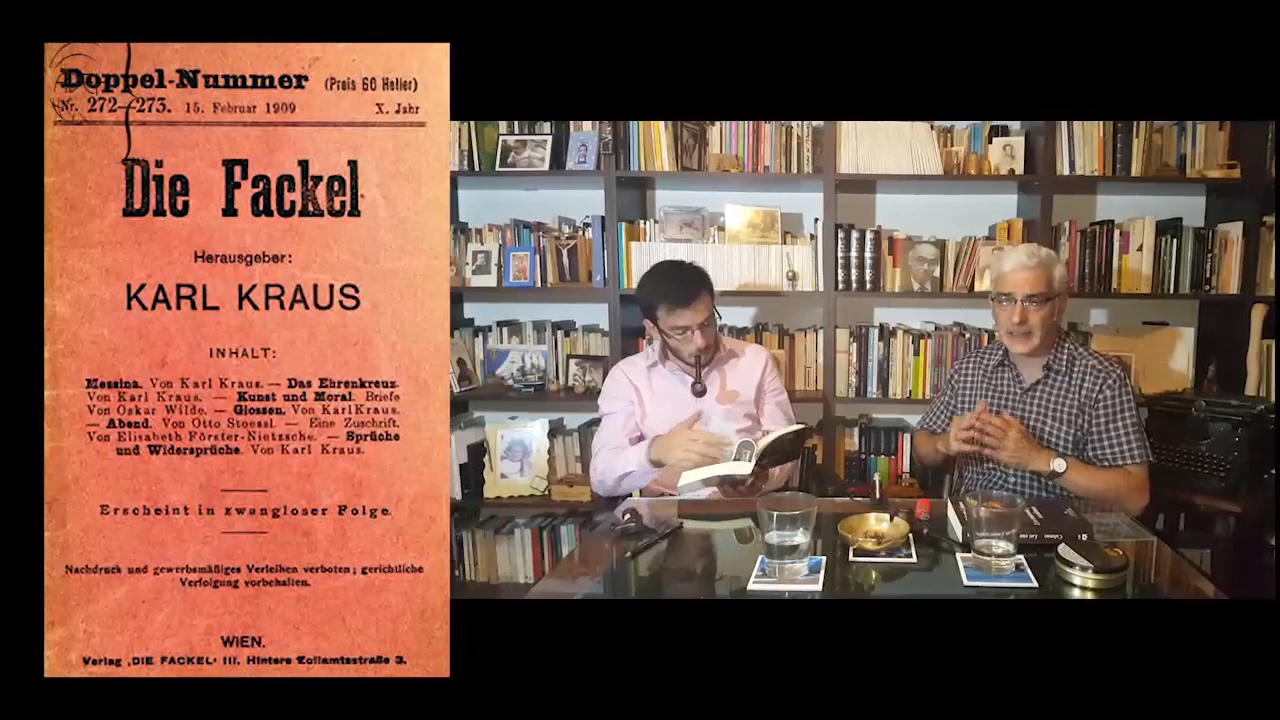 Doppel-Nummer (Preis 60 Heller)
Nr. 272—273. 15. Februar 1909 X. Jahr
Die Fackel
Herausgeber:
KARL KRAUS
INHALT:
Messina. Von Karl Kraus. — Das Ehrenkreuz.
Von Karl Kraus. — Kunst und Moral. Briefe
Von Oskar Wilde. — Glossen. Von Karl Kraus.
— Abend. Von Otto Stoessl. — Eine Zuschrift.
Von Elisabeth Förster-Nietzsche. — Sprüche
und Widersprüche. Von Karl Kraus.
Erscheint in zwangloser Folge.
Nachdruck und gewerbsmäßiges Verleihen verboten; gerichtliche
Verfolgung vorbehalten.
WIEN.
Verlag ‚DIE FACKEL' III. Hintere Zollamtsstraße 3.